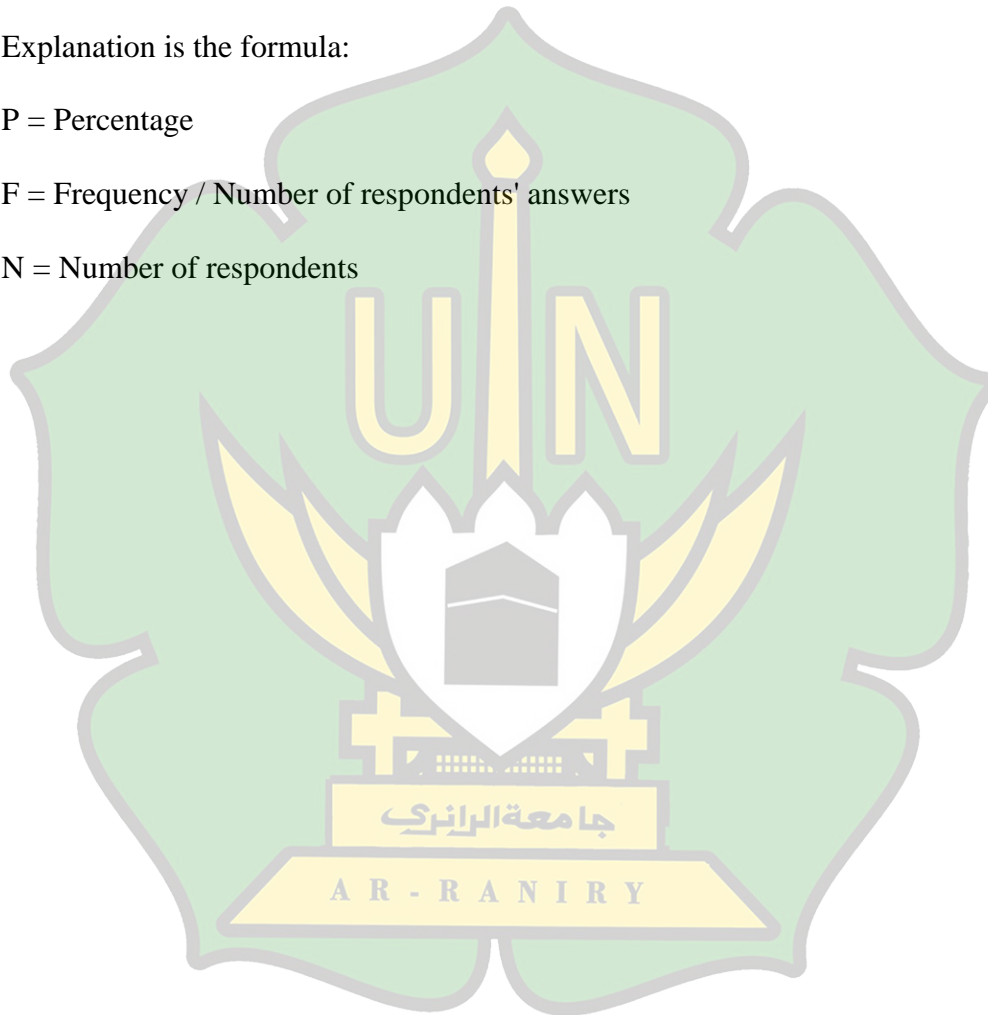 Explanation is the formula:
P = Percentage
F = Frequency / Number of respondents' answers
N = Number of respondents
UIN
جامعةالرانري
AR-RANIRY